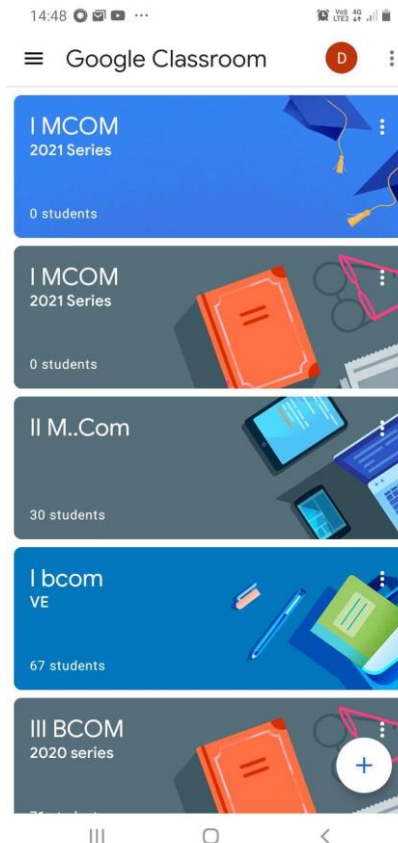 14:48
Google Classroom
D
I MCOM
2021 Series
0 students
I MCOM
2021 Series
0 students
II M..Com
30 students
I bcom
VE
67 students
III BCOM
2020 series